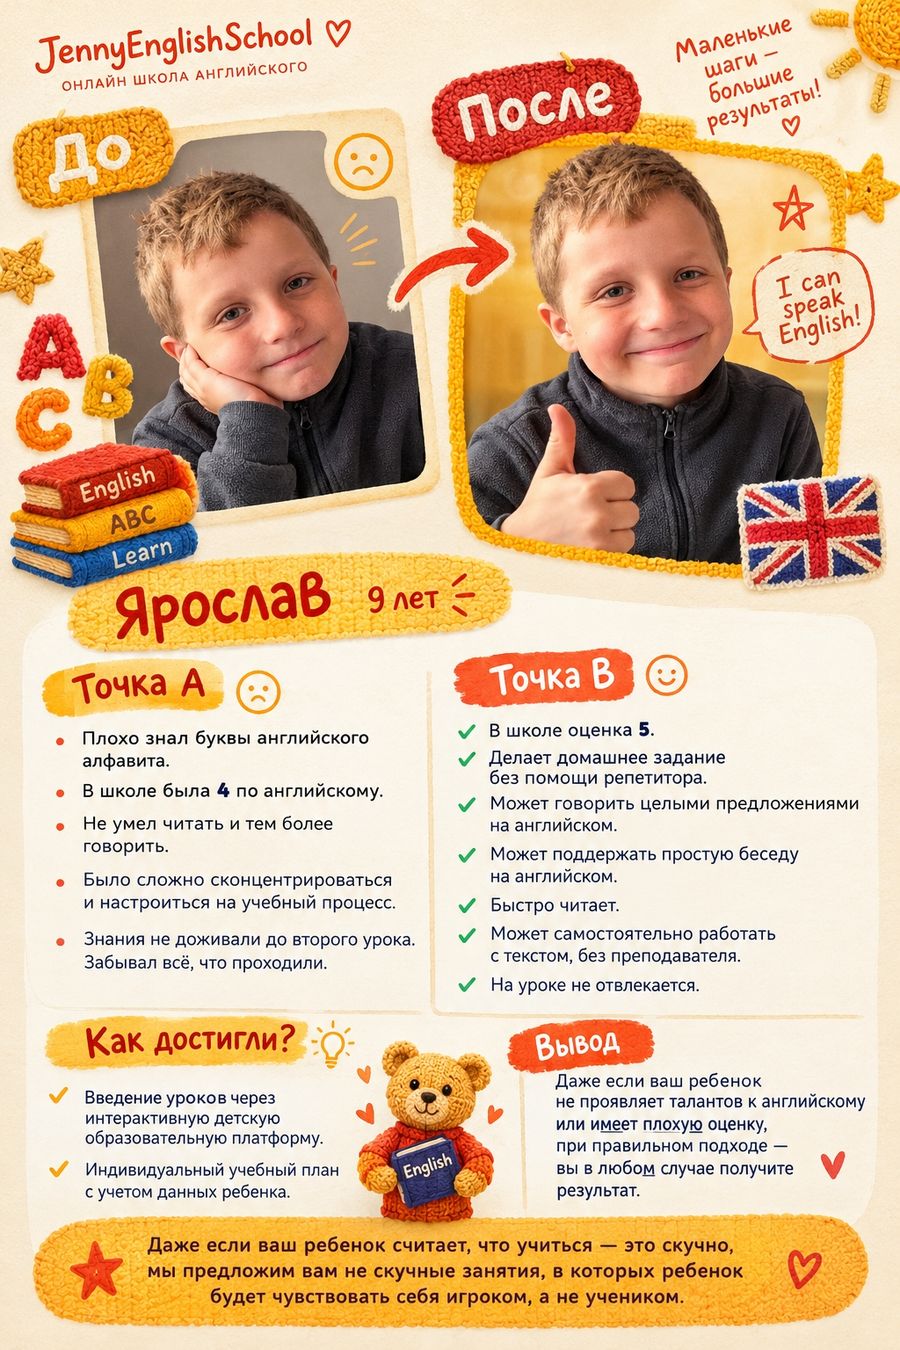 JennyEnglishSchool
ОНЛАЙН ШКОЛА АНГЛИЙСКОГО
Маленькие
шаги –
большие
результаты!
До
После
I can
speak
English!
A
B
C
English
ABC
Learn
Ярослав 9 лет
Точка А
Плохо знал буквы английского
алфавита.
В школе была 4 по английскому.
Не умел читать и тем более
говорить.
Было сложно сконцентрироваться
и настроиться на учебный процесс.
Знания не доживали до второго урока.
Забывал всё, что проходили.
Точка В
В школе оценка 5.
Делает домашнее задание
без помощи репетитора.
Может говорить целыми предложениями
на английском.
Может поддержать простую беседу
на английском.
Быстро читает.
Может самостоятельно работать
с текстом, без преподавателя.
На уроке не отвлекается.
Как достигли?
Введение уроков через
интерактивную детскую
образовательную платформу.
Индивидуальный учебный план
с учетом данных ребенка.
English
Вывод
Даже если ваш ребенок
не проявляет талантов к английскому
или имеет плохую оценку,
при правильном подходе —
вы в любом случае получите
результат.
Даже если ваш ребенок считает, что учиться — это скучно,
мы предложим вам не скучные занятия, в которых ребенок
будет чувствовать себя игроком, а не учеником.